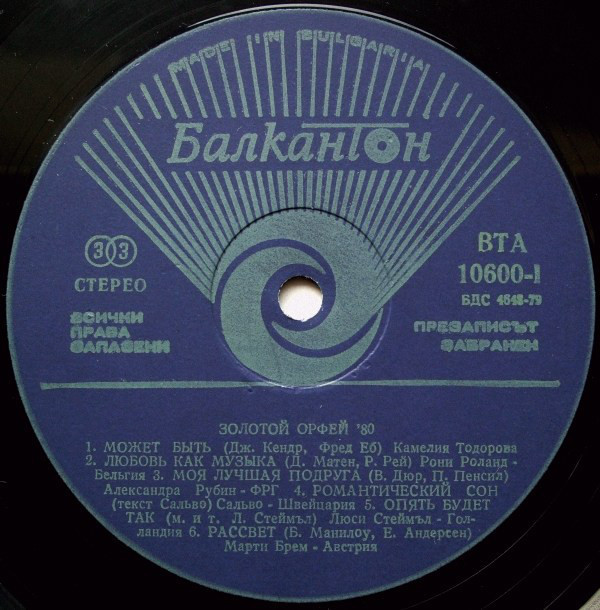 MADE IN BULGARIA
Балкантон
33
СТЕРЕО
ВТА
10600-I
БДС 4848-79
ВСИЧКИ
ПРАВА
ЗАПАЗЕНИ
ПРЕЗАПИСЪТ
ЗАБРАНЕН
ЗОЛОТОЙ ОРФЕЙ '80
1. МОЖЕТ БЫТЬ (Дж. Кендр, Фред Еб) Камелия Тодорова
2. ЛЮБОВЬ КАК МУЗЫКА (Д. Матен, Р. Рей) Рони Роланд -
Бельгия 3. МОЯ ЛУЧШАЯ ПОДРУГА (В. Дюр, П. Пенсил)
Александра Рубин - ФРГ 4. РОМАНТИЧЕСКИЙ СОН
(текст Сальво) Сальво - Швейцария 5. ОПЯТЬ БУДЕТ
ТАК (м. и т. Л. Стеймъл) Люси Стеймъл - Гол-
ландия 6. РАССВЕТ (Б. Манилоу, Е. Андерсен)
Марти Брем - Австрия